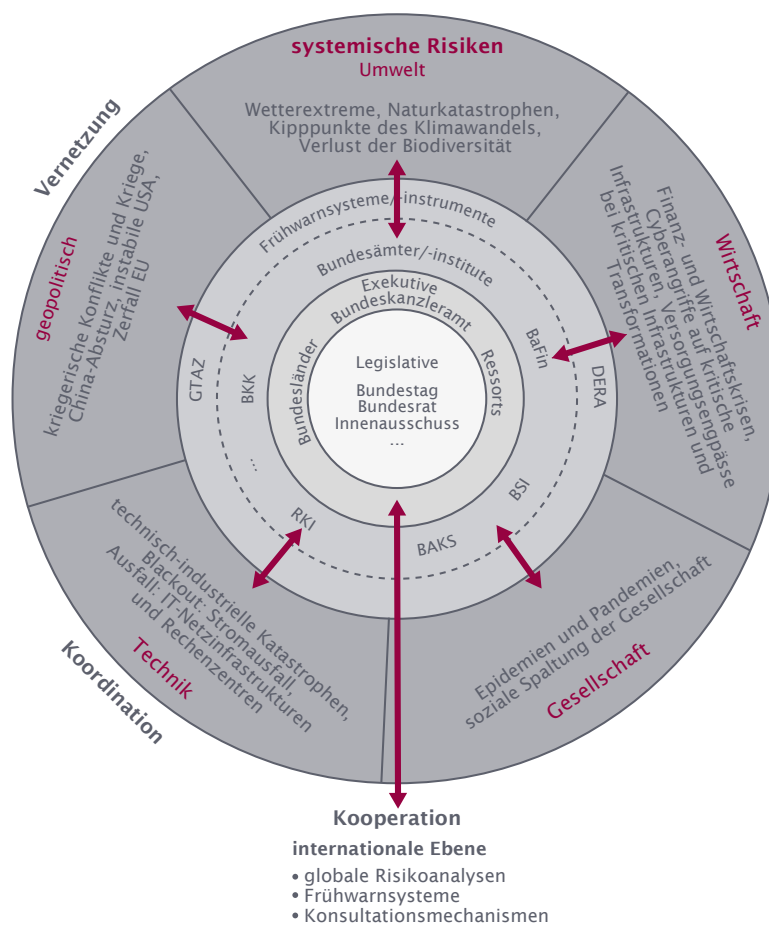 systemische Risiken
Umwelt
Wetterextreme, Naturkatastrophen,
Kipppunkte des Klimawandels,
Verlust der Biodiversität
Vernetzung
geopolitisch
kriegerische Konflikte und Kriege,
China-Absturz, instabile USA,
Zerfall EU
Wirtschaft
Finanz- und Wirtschaftskrisen,
Cyberangriffe auf kritische
Infrastrukturen, Versorgungsengpässe
bei kritischen Infrastrukturen und
Transformationen
Frühwarnsysteme/-instrumente
Bundesämter/-institute
Exekutive
Bundeskanzleramt
Bundesländer
Ressorts
Legislative
Bundestag
Bundesrat
Innenausschuss
...
GTAZ
BKK
...
RKI
BAKS
BSI
BaFin
DERA
technisch-industrielle Katastrophen,
Blackout: Stromausfall,
Ausfall: IT-Netzinfrastrukturen
und Rechenzentren
Technik
Koordination
Epidemien und Pandemien,
soziale Spaltung der Gesellschaft
Gesellschaft
Kooperation
internationale Ebene
• globale Risikoanalysen
• Frühwarnsysteme
• Konsultationsmechanismen